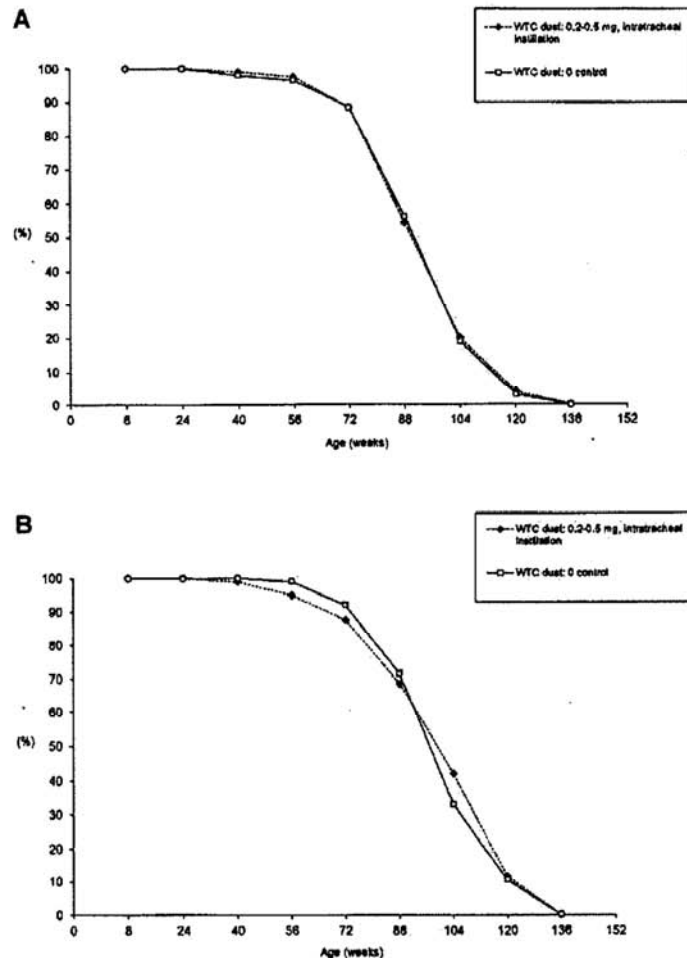 A
WTC dust: 0.2-0.5 mg, intratracheal
instillation
WTC dust: 0 control
100
90
80
70
60
50
40
30
20
10
0
(%)
0 8 24 40 56 72 88 104 120 136 152
Age (weeks)
B
WTC dust: 0.2-0.5 mg, intratracheal
instillation
WTC dust: 0 control
100
90
80
70
60
50
40
30
20
10
0
(%)
0 8 24 40 56 72 88 104 120 136 152
Age (weeks)